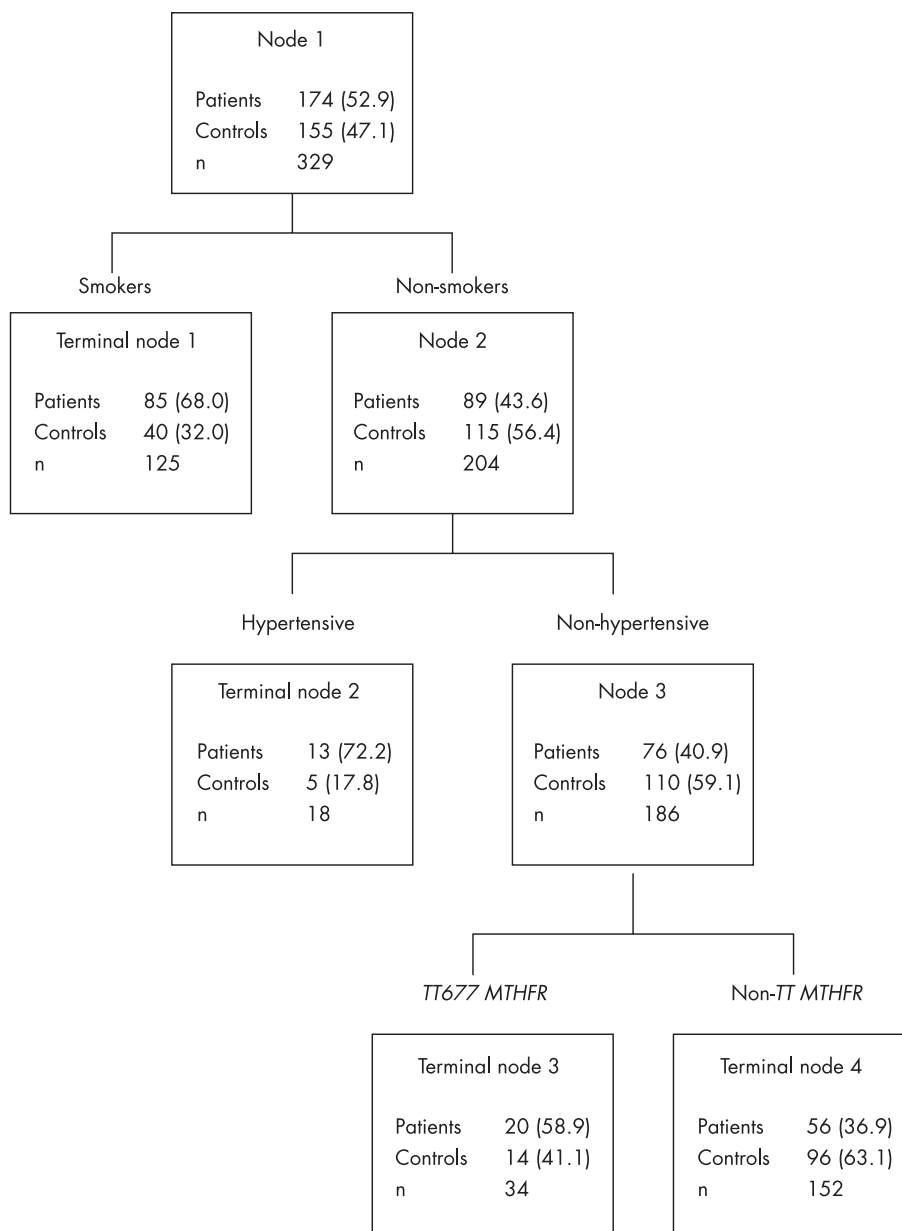 Node 1
Patients 174 (52.9)
Controls 155 (47.1)
n 329
Smokers
Non-smokers
Terminal node 1
Patients 85 (68.0)
Controls 40 (32.0)
n 125
Node 2
Patients 89 (43.6)
Controls 115 (56.4)
n 204
Hypertensive
Non-hypertensive
Terminal node 2
Patients 13 (72.2)
Controls 5 (17.8)
n 18
Node 3
Patients 76 (40.9)
Controls 110 (59.1)
n 186
TT677 MTHFR
Non-TT MTHFR
Terminal node 3
Patients 20 (58.9)
Controls 14 (41.1)
n 34
Terminal node 4
Patients 56 (36.9)
Controls 96 (63.1)
n 152